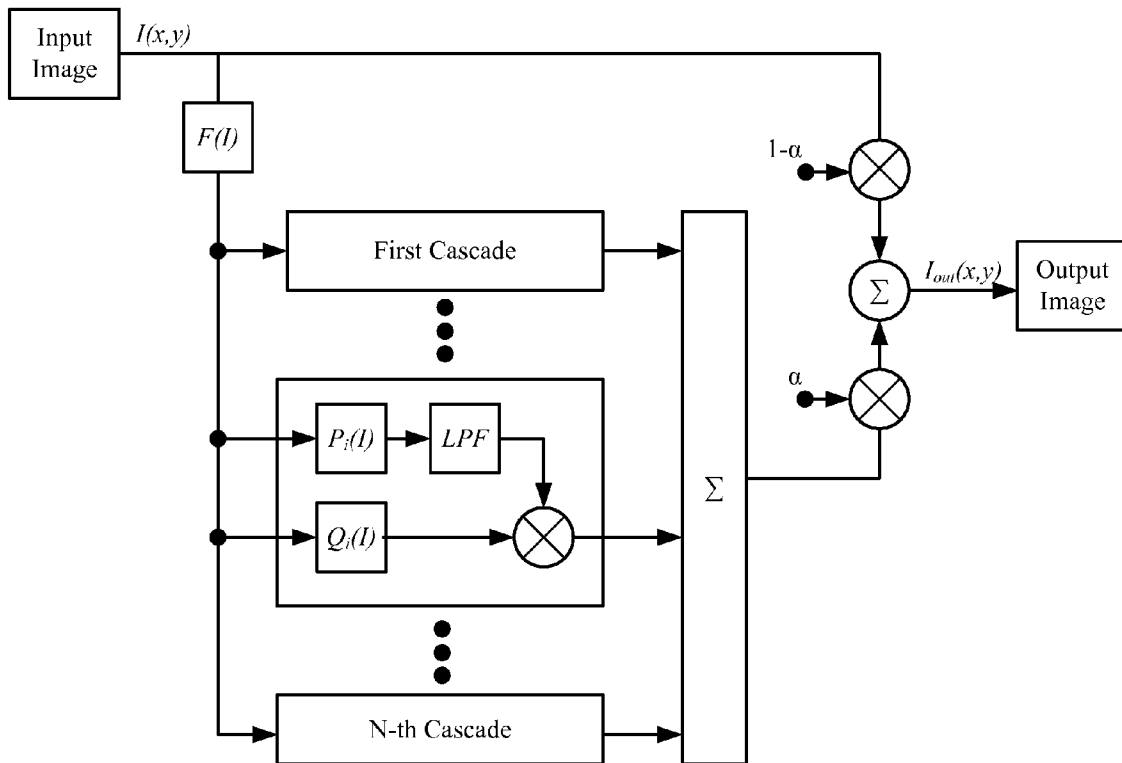 Input
Image
I(x,y)
F(I)
1-α
First Cascade
Σ
I_out(x,y)
Output
Image
α
P_i(I)
LPF
Q_i(I)
Σ
N-th Cascade